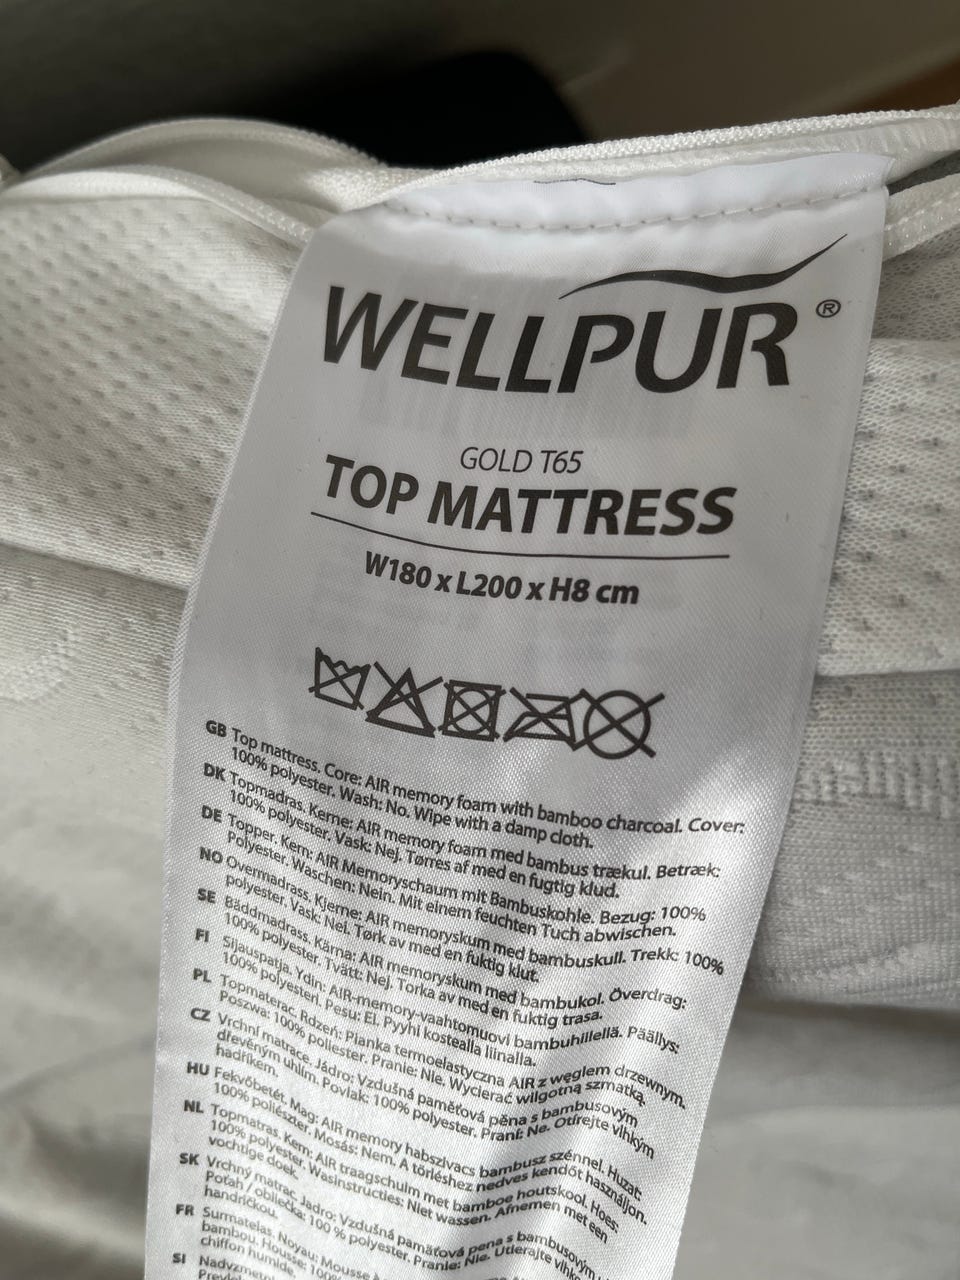 WELLPUR®
GOLD T65
TOP MATTRESS
W180 x L200 x H8 cm
GB Top mattress. Core: AIR memory foam with bamboo charcoal. Cover:
100% polyester. Wash: No. Wipe with a damp cloth.
DK Topmadras. Kerne: AIR memory foam med bambus trækul. Betræk:
100% polyester. Vask: Nej. Tørres af med en fugtig klud.
DE Topper. Kern: AIR Memoryschaum mit Bambuskohle. Bezug: 100%
Polyester. Waschen: Nein. Mit einem feuchten Tuch abwischen.
NO Overmadrass. Kjerne: AIR memoryskum med bambuskull. Trekk: 100%
polyester. Vask: Nei. Tørk av med en fuktig klut.
SE Bäddmadrass. Kärna: AIR memoryskum med bambukol. Överdrag:
100% polyester. Tvätt: Nej. Torka av med en fuktig trasa.
FI Sijauspatja. Ydin: AIR-memory-vaahtomuovi bambuhiilellä. Päällys:
100% polyesteri. Pesu: Ei. Pyyhi kostealla liinalla.
PL Topmaterac. Rdzeń: Pianka termoelastyczna AIR z węglem drzewnym.
Poszwa: 100% poliester. Pranie: Nie. Wycierać wilgotną szmatką.
CZ Vrchní matrace. Jádro: Vzdušná paměťová pěna s bambusovým
dřevěným uhlím. Povlak: 100% polyester. Praní: Ne. Otírejte vlhkým
hadříkem.
HU Fekvőbetét. Mag: AIR memory habszivacs bambusz szénnel. Huzat:
100% poliészter. Mosás: Nem. A törléshez nedves kendőt használjon.
NL Topmatras. Kern: AIR traagschuim met bamboe houtskool. Hoes:
100% polyester. Wasinstructies: Niet wassen. Afnemen met een
vochtige doek.
SK Vrchný matrac. Jadro: Vzdušná pamäťová pena s bambusovým
Poťah / obliečka: 100 % polyester. Pranie: Nie. Utierajte
handričkou.
FR Surmatelas. Noyau: Mousse
bambou. Housse: 100%
chiffon humide.
SI